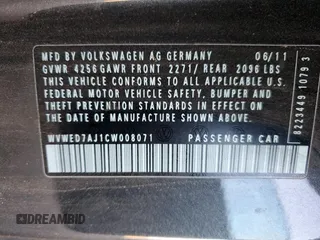 MFD BY VOLKSWAGEN AG GERMANY 06/11
GVWR 4256 GAWR FRONT 2271/ REAR 2096 LBS
THIS VEHICLE CONFORMS TO ALL APPLICABLE U.S. FEDERAL
MOTOR VEHICLE SAFETY, BUMPER AND
THEFT PREVENTION STANDARDS IN EFFECT ON THE DATE
OF MANUFACTURE SHOWN ABOVE.
WVWED7AJ1CW008071 PASSENGER CAR
8223449 1079 3
DREAMBID